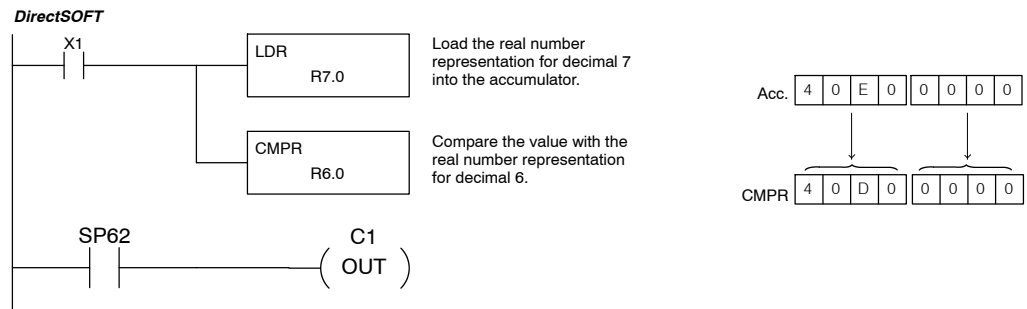 DirectSOFT
X1
LDR
R7.0
Load the real number
representation for decimal 7
into the accumulator.
Acc. 4 0 E 0 0 0 0 0
CMPR
R6.0
Compare the value with the
real number representation
for decimal 6.
CMPR 4 0 D 0 0 0 0 0
SP62
C1
OUT